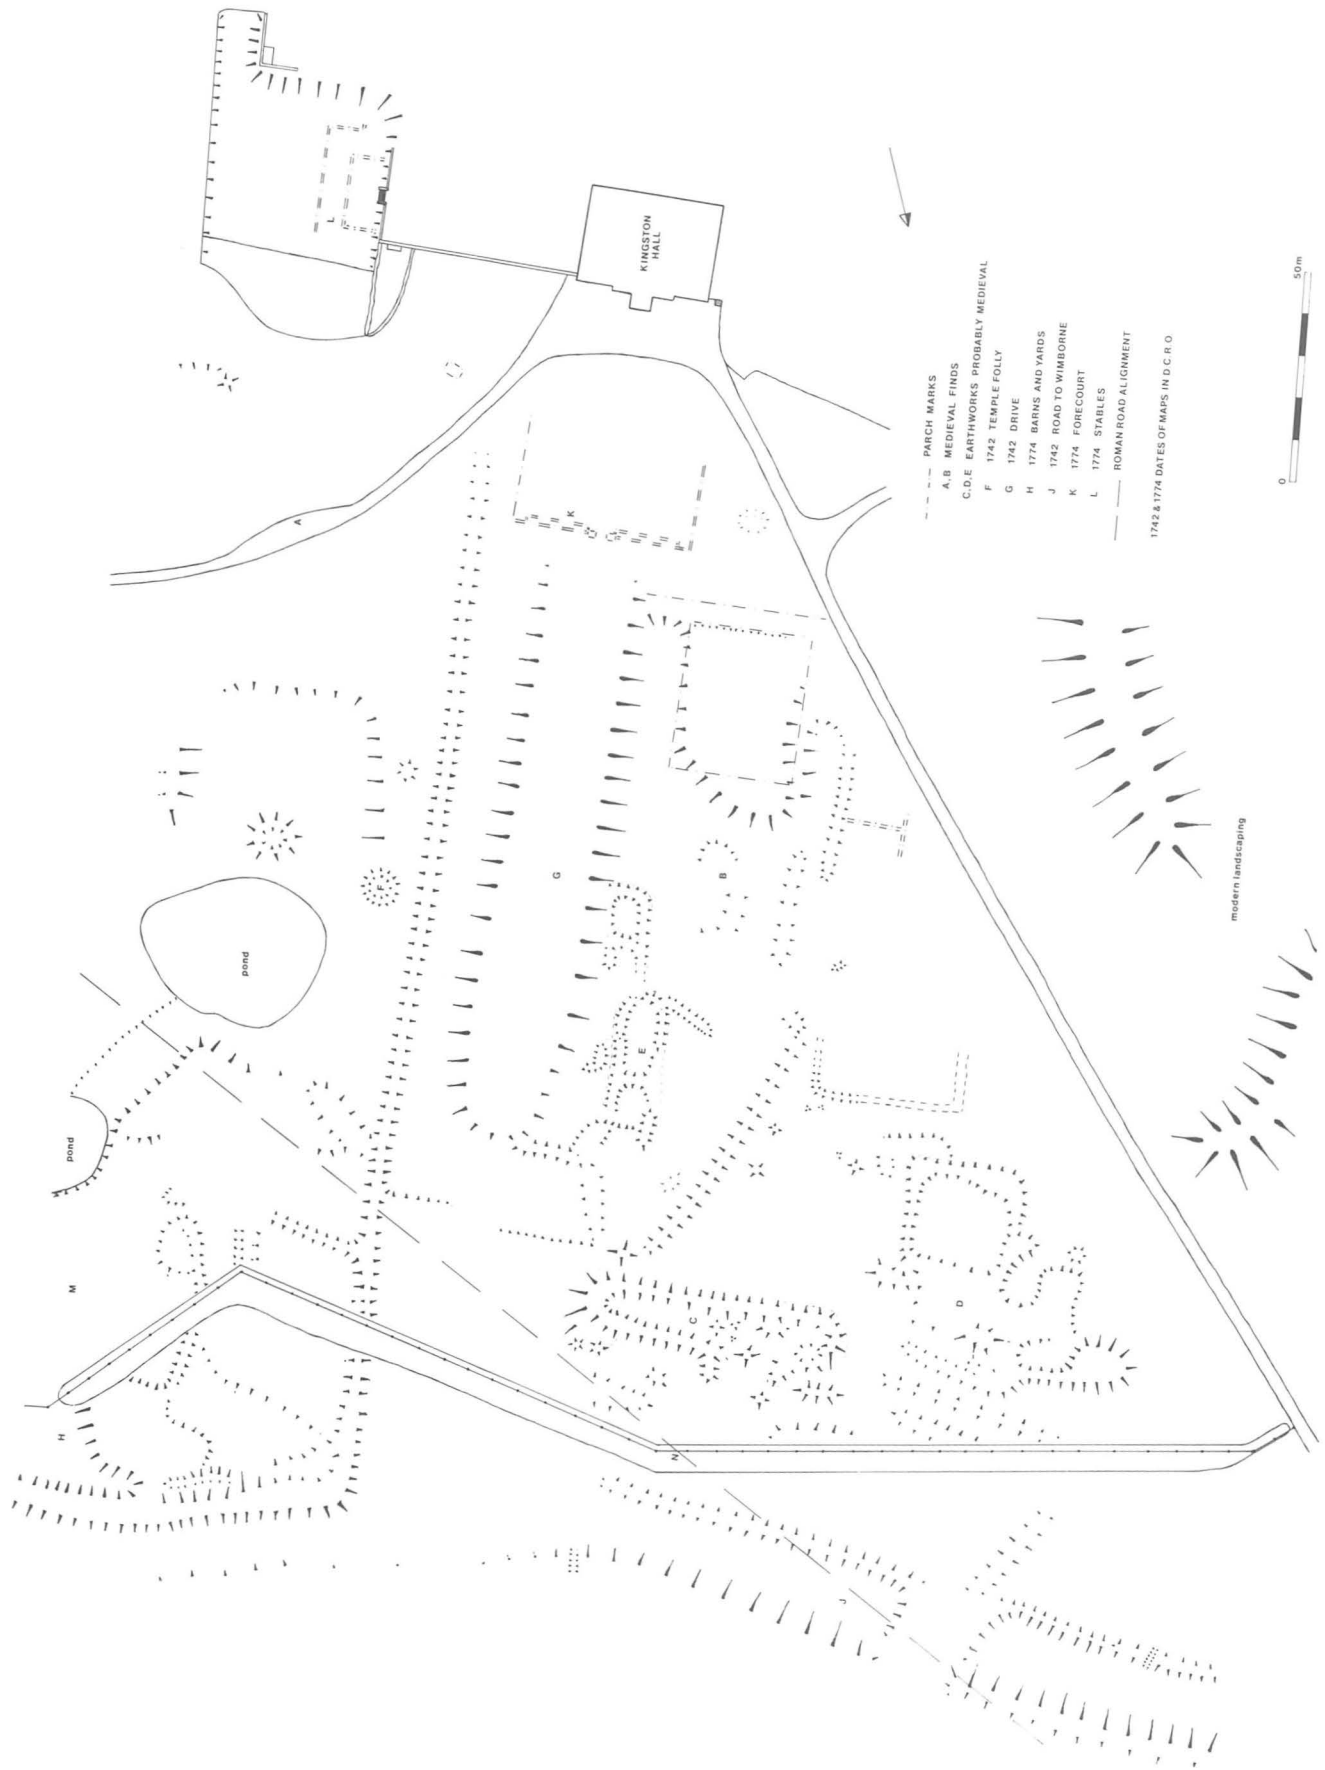 KINGSTON
HALL
L
A
K
PARCH MARKS
A,B MEDIEVAL FINDS
C,D,E EARTHWORKS PROBABLY MEDIEVAL
F 1742 TEMPLE FOLLY
G 1742 DRIVE
H 1774 BARNS AND YARDS
J 1742 ROAD TO WIMBORNE
K 1774 FORECOURT
L 1774 STABLES
ROMAN ROAD ALIGNMENT
1742 & 1774 DATES OF MAPS IN D.C.R.O
0
50m
F
G
B
pond
pond
E
M
C
D
H
N
J
modern landscaping